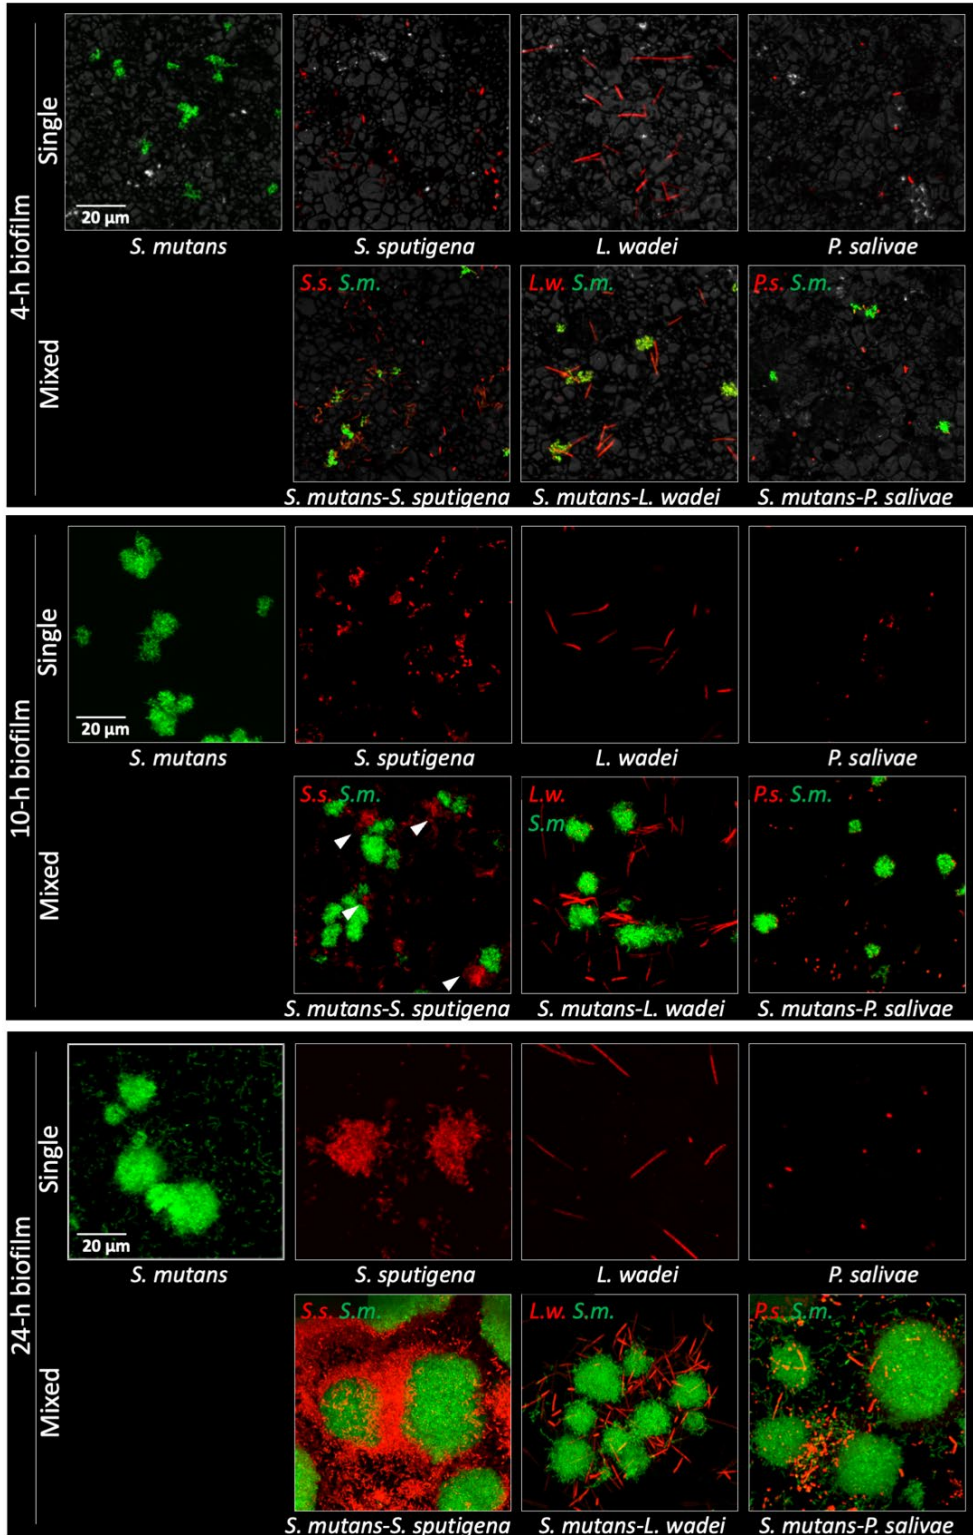 4-h biofilm
Single
20 µm
S. mutans
S. sputigena
L. wadei
P. salivae
Mixed
S.s. S.m.
L.w. S.m.
P.s. S.m.
S. mutans-S. sputigena
S. mutans-L. wadei
S. mutans-P. salivae
10-h biofilm
Single
20 µm
S. mutans
S. sputigena
L. wadei
P. salivae
Mixed
S.s. S.m.
L.w.
S.m.
P.s. S.m.
S. mutans-S. sputigena
S. mutans-L. wadei
S. mutans-P. salivae
24-h biofilm
Single
20 µm
S. mutans
S. sputigena
L. wadei
P. salivae
Mixed
S.s. S.m.
L.w. S.m.
P.s. S.m.
S. mutans-S. sputigena
S. mutans-L. wadei
S. mutans-P. salivae